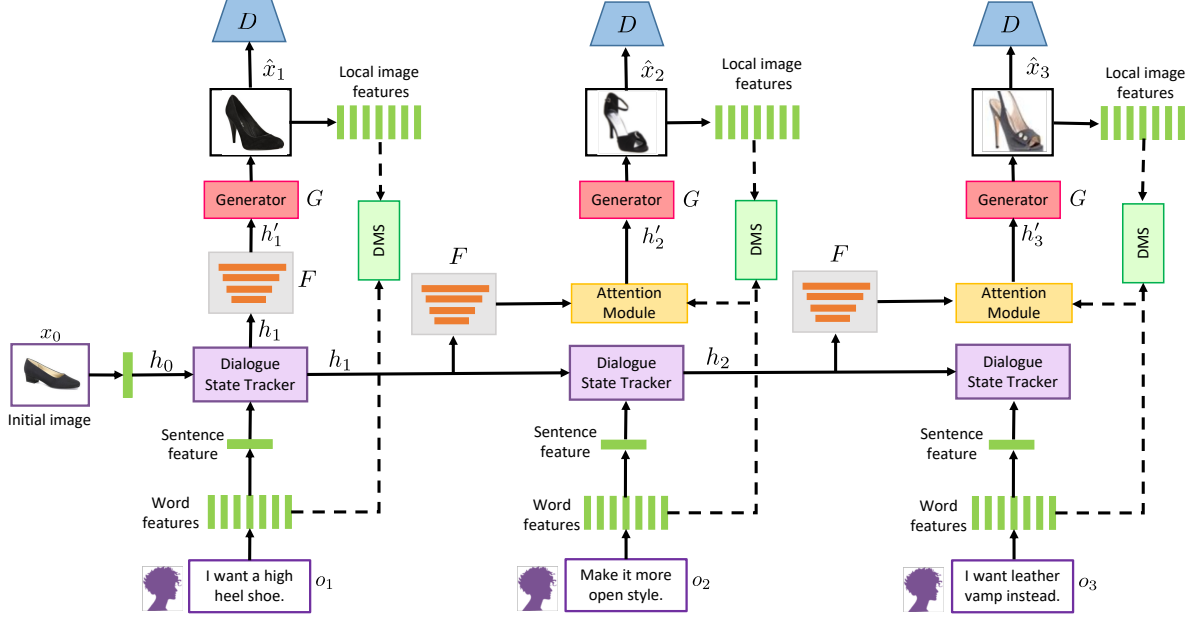 D
D
D
x̂₁
x̂₂
x̂₃
Local image
features
Local image
features
Local image
features
Generator
G
Generator
G
Generator
G
DMS
DMS
DMS
h′₁
h′₂
h′₃
F
F
F
Attention
Module
Attention
Module
h₁
x₀
h₀
Dialogue
State Tracker
h₁
Dialogue
State Tracker
h₂
Dialogue
State Tracker
Initial image
Sentence
feature
Sentence
feature
Sentence
feature
Word
features
Word
features
Word
features
I want a high
heel shoe.
o₁
Make it more
open style.
o₂
I want leather
vamp instead.
o₃